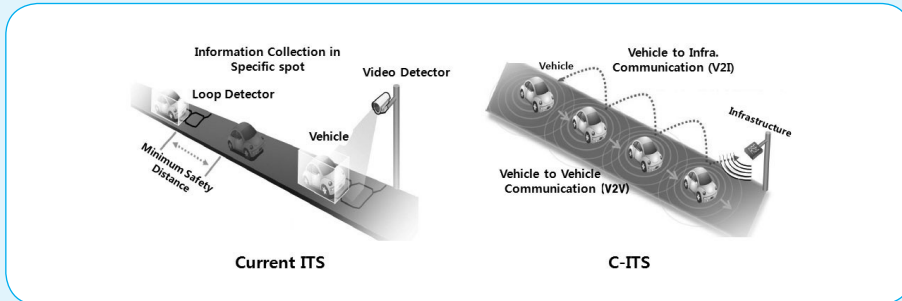 Information Collection in
Specific spot
Video Detector
Loop Detector
Vehicle
Minimum Safety
Distance
Current ITS
Vehicle to Infra.
Communication (V2I)
Vehicle
Infrastructure
Vehicle to Vehicle
Communication (V2V)
C-ITS